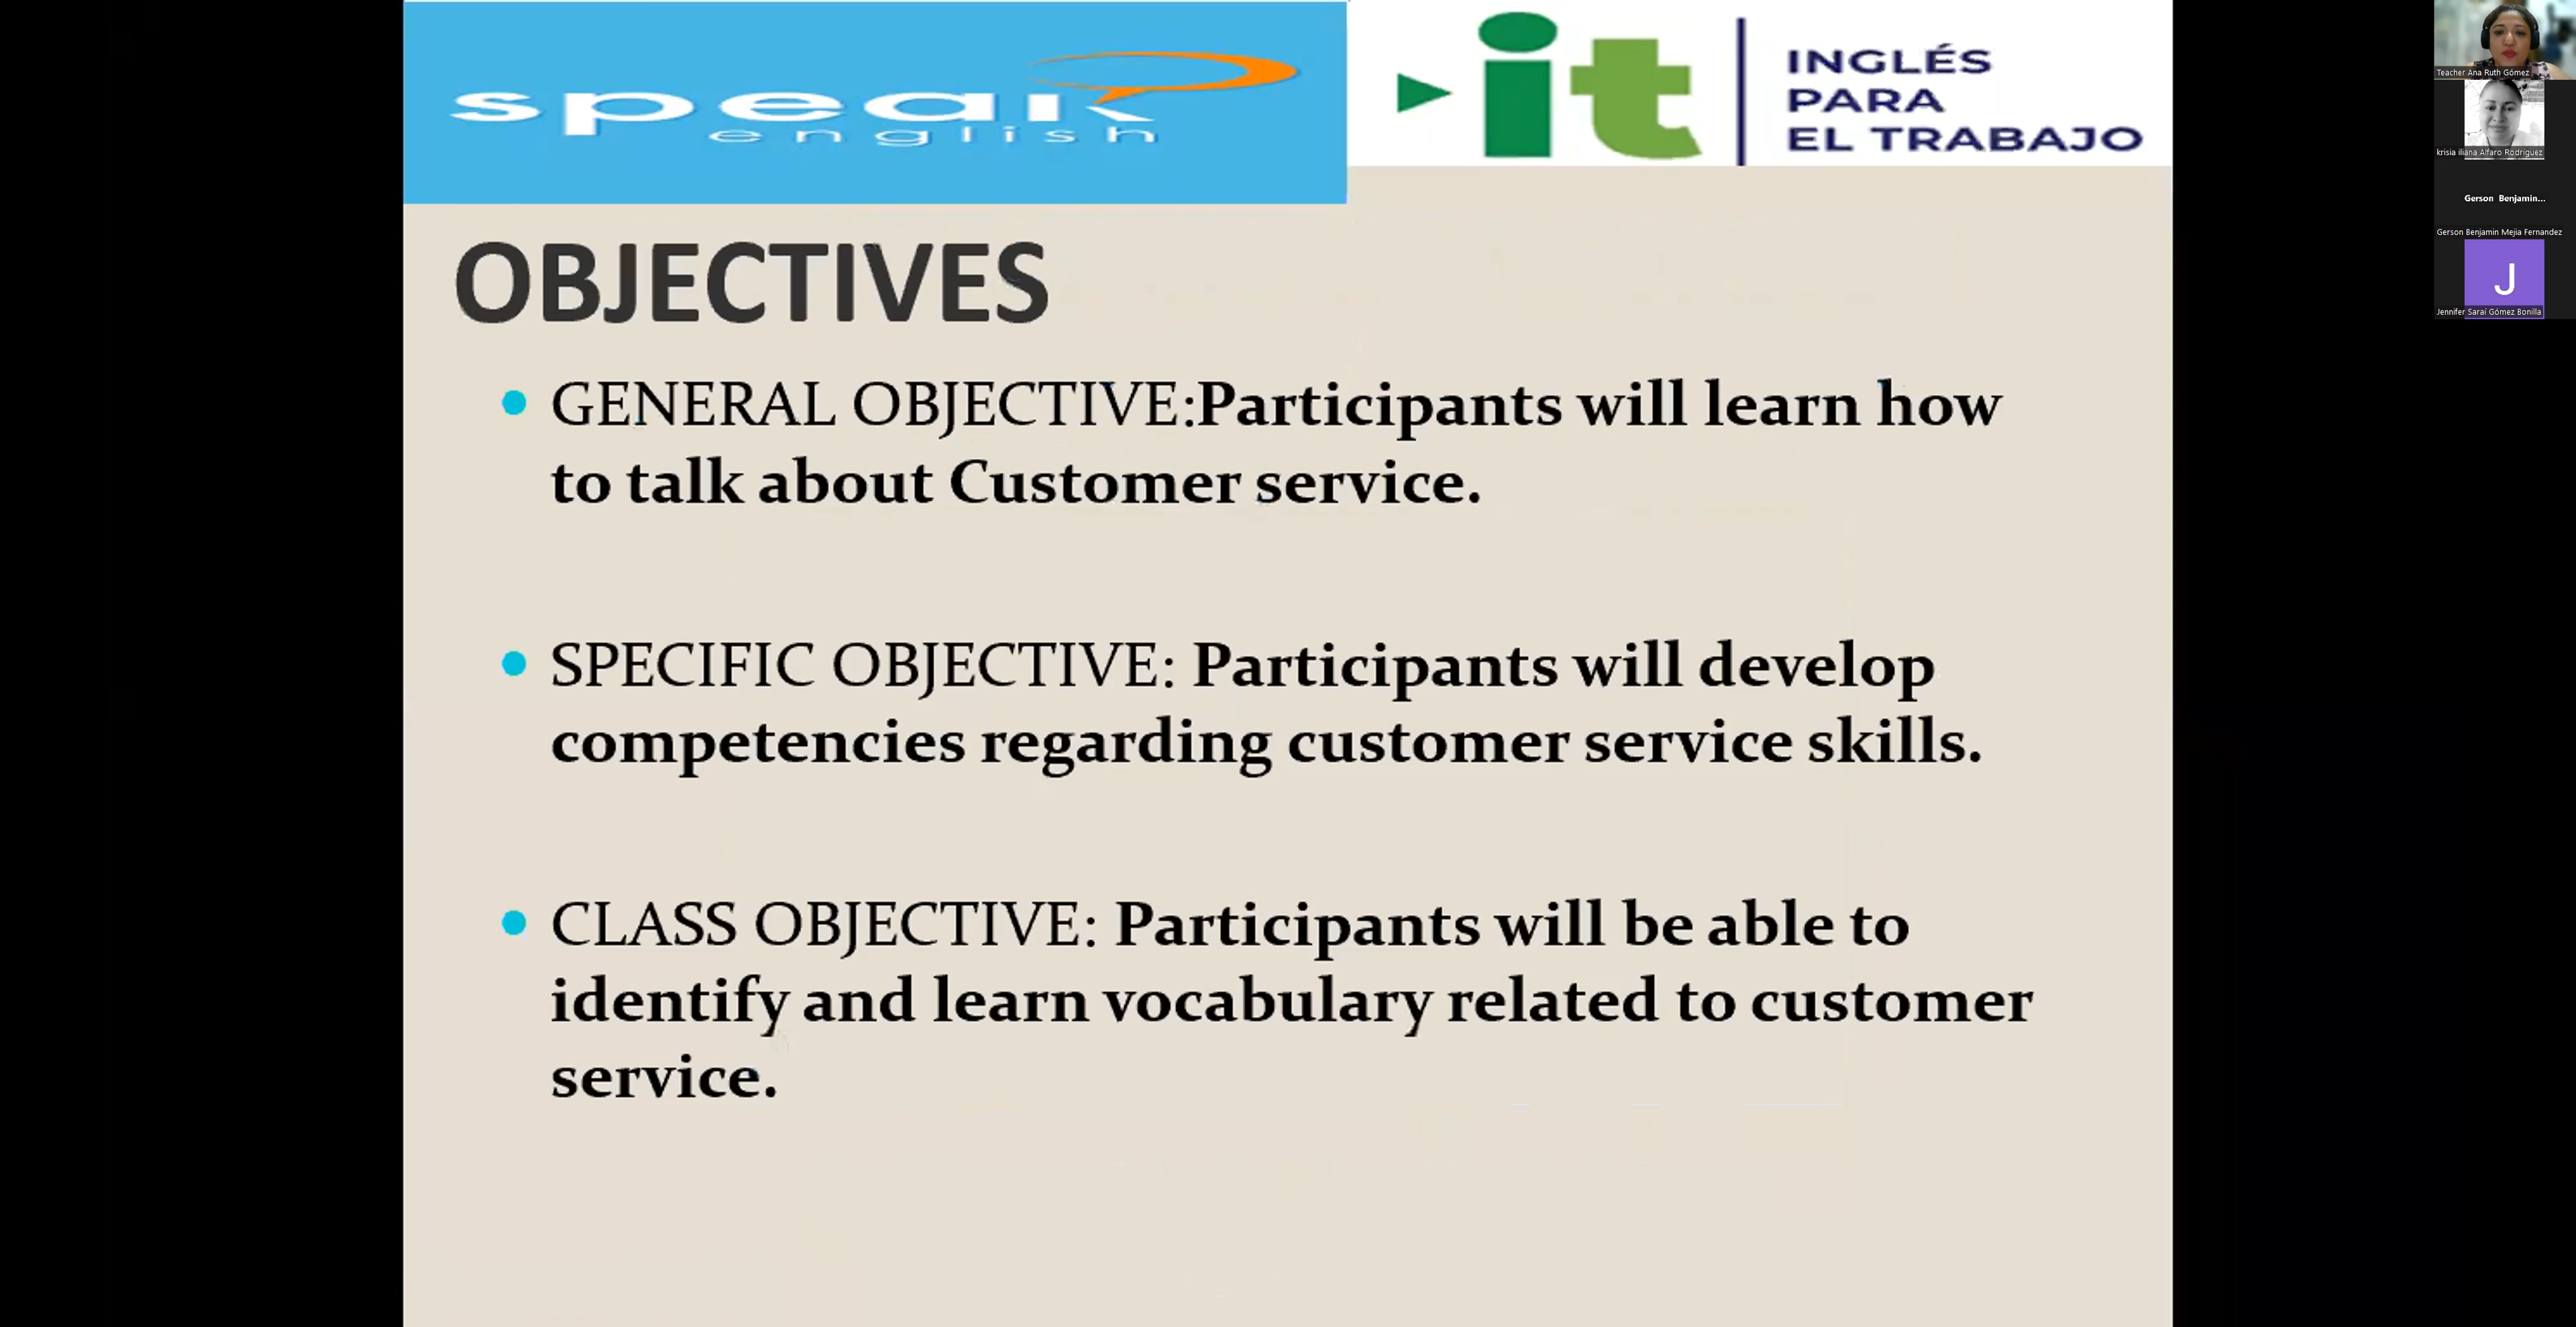 speak
english
it
INGLÉS
PARA
EL TRABAJO
OBJECTIVES
GENERAL OBJECTIVE:Participants will learn how
to talk about Customer service.
SPECIFIC OBJECTIVE: Participants will develop
competencies regarding customer service skills.
CLASS OBJECTIVE: Participants will be able to
identify and learn vocabulary related to customer
service.
Teacher Ana Ruth Gómez
krisia iliana Alfaro Rodriguez
Gerson Benjamin...
Gerson Benjamin Mejia Fernandez
J
Jennifer Saraí Gómez Bonilla